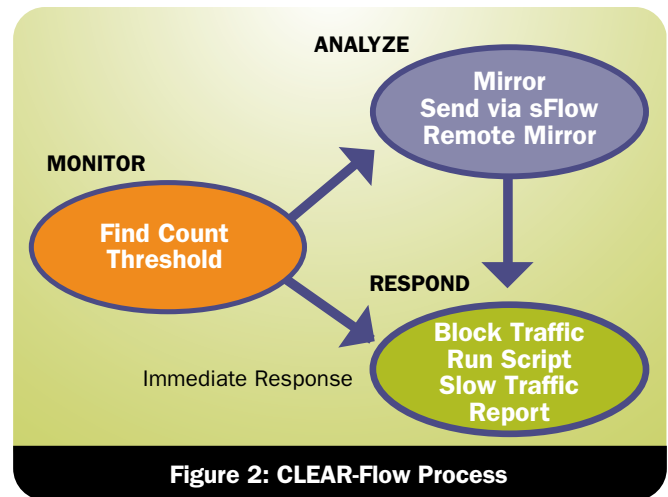 ANALYZE
Mirror
Send via sFlow
Remote Mirror
MONITOR
Find Count
Threshold
RESPOND
Block Traffic
Run Script
Slow Traffic
Report
Immediate Response
Figure 2: CLEAR-Flow Process